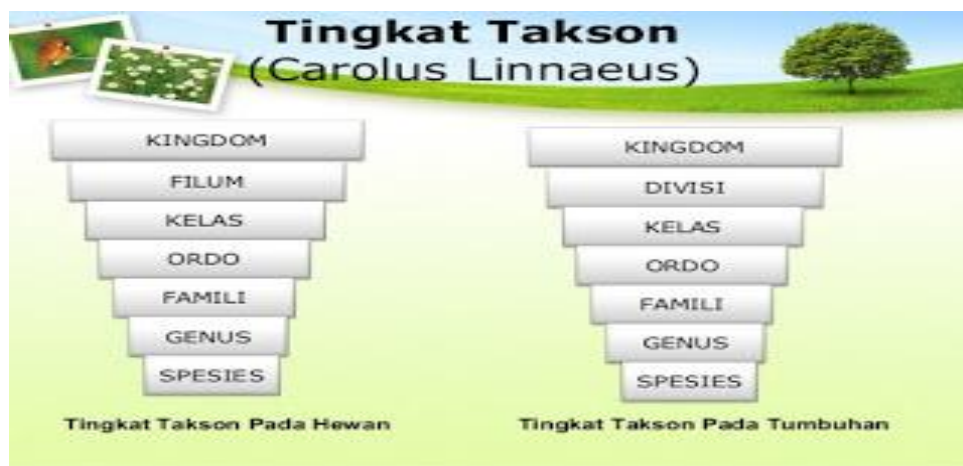 Tingkat Takson
(Carolus Linnaeus)
KINGDOM
FILUM
KELAS
ORDO
FAMILI
GENUS
SPESIES
Tingkat Takson Pada Hewan
KINGDOM
DIVISI
KELAS
ORDO
FAMILI
GENUS
SPESIES
Tingkat Takson Pada Tumbuhan